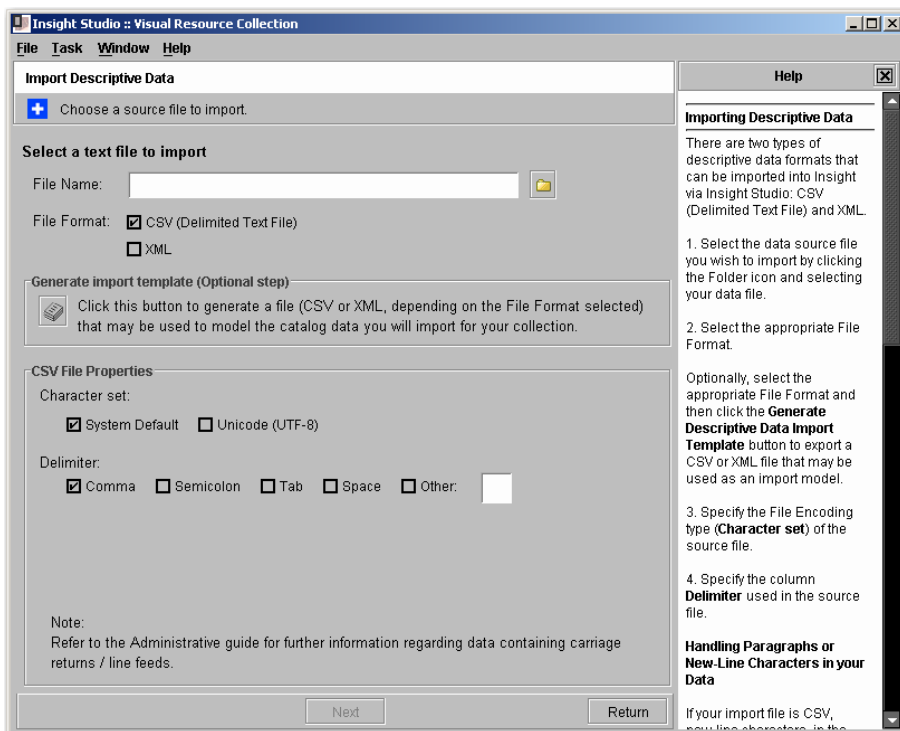 Insight Studio :: Visual Resource Collection
File Task Window Help
Import Descriptive Data
Choose a source file to import.
Select a text file to import
File Name:
File Format: CSV (Delimited Text File)
XML
Generate import template (Optional step)
Click this button to generate a file (CSV or XML, depending on the File Format selected)
that may be used to model the catalog data you will import for your collection.
CSV File Properties
Character set:
System Default Unicode (UTF-8)
Delimiter:
Comma Semicolon Tab Space Other:
Note:
Refer to the Administrative guide for further information regarding data containing carriage
returns / line feeds.
Next Return
Help
Importing Descriptive Data
There are two types of
descriptive data formats that
can be imported into Insight
via Insight Studio: CSV
(Delimited Text File) and XML.
1. Select the data source file
you wish to import by clicking
the Folder icon and selecting
your data file.
2. Select the appropriate File
Format.
Optionally, select the
appropriate File Format and
then click the Generate
Descriptive Data Import
Template button to export a
CSV or XML file that may be
used as an import model.
3. Specify the File Encoding
type (Character set) of the
source file.
4. Specify the column
Delimiter used in the source
file.
Handling Paragraphs or
New-Line Characters in your
Data
If your import file is CSV,
new line characters, in the